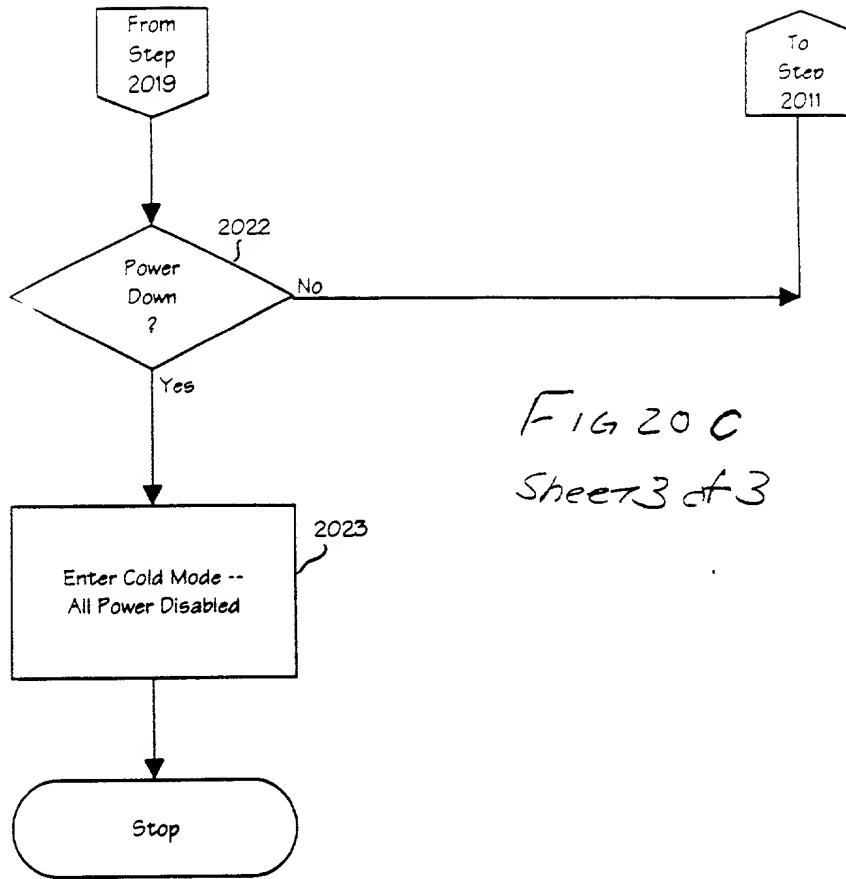 From
Step
2019
To
Step
2011
2022
Power
Down
?
No
Yes
FIG 20 C
Sheet 3 of 3
2023
Enter Cold Mode --
All Power Disabled
Stop